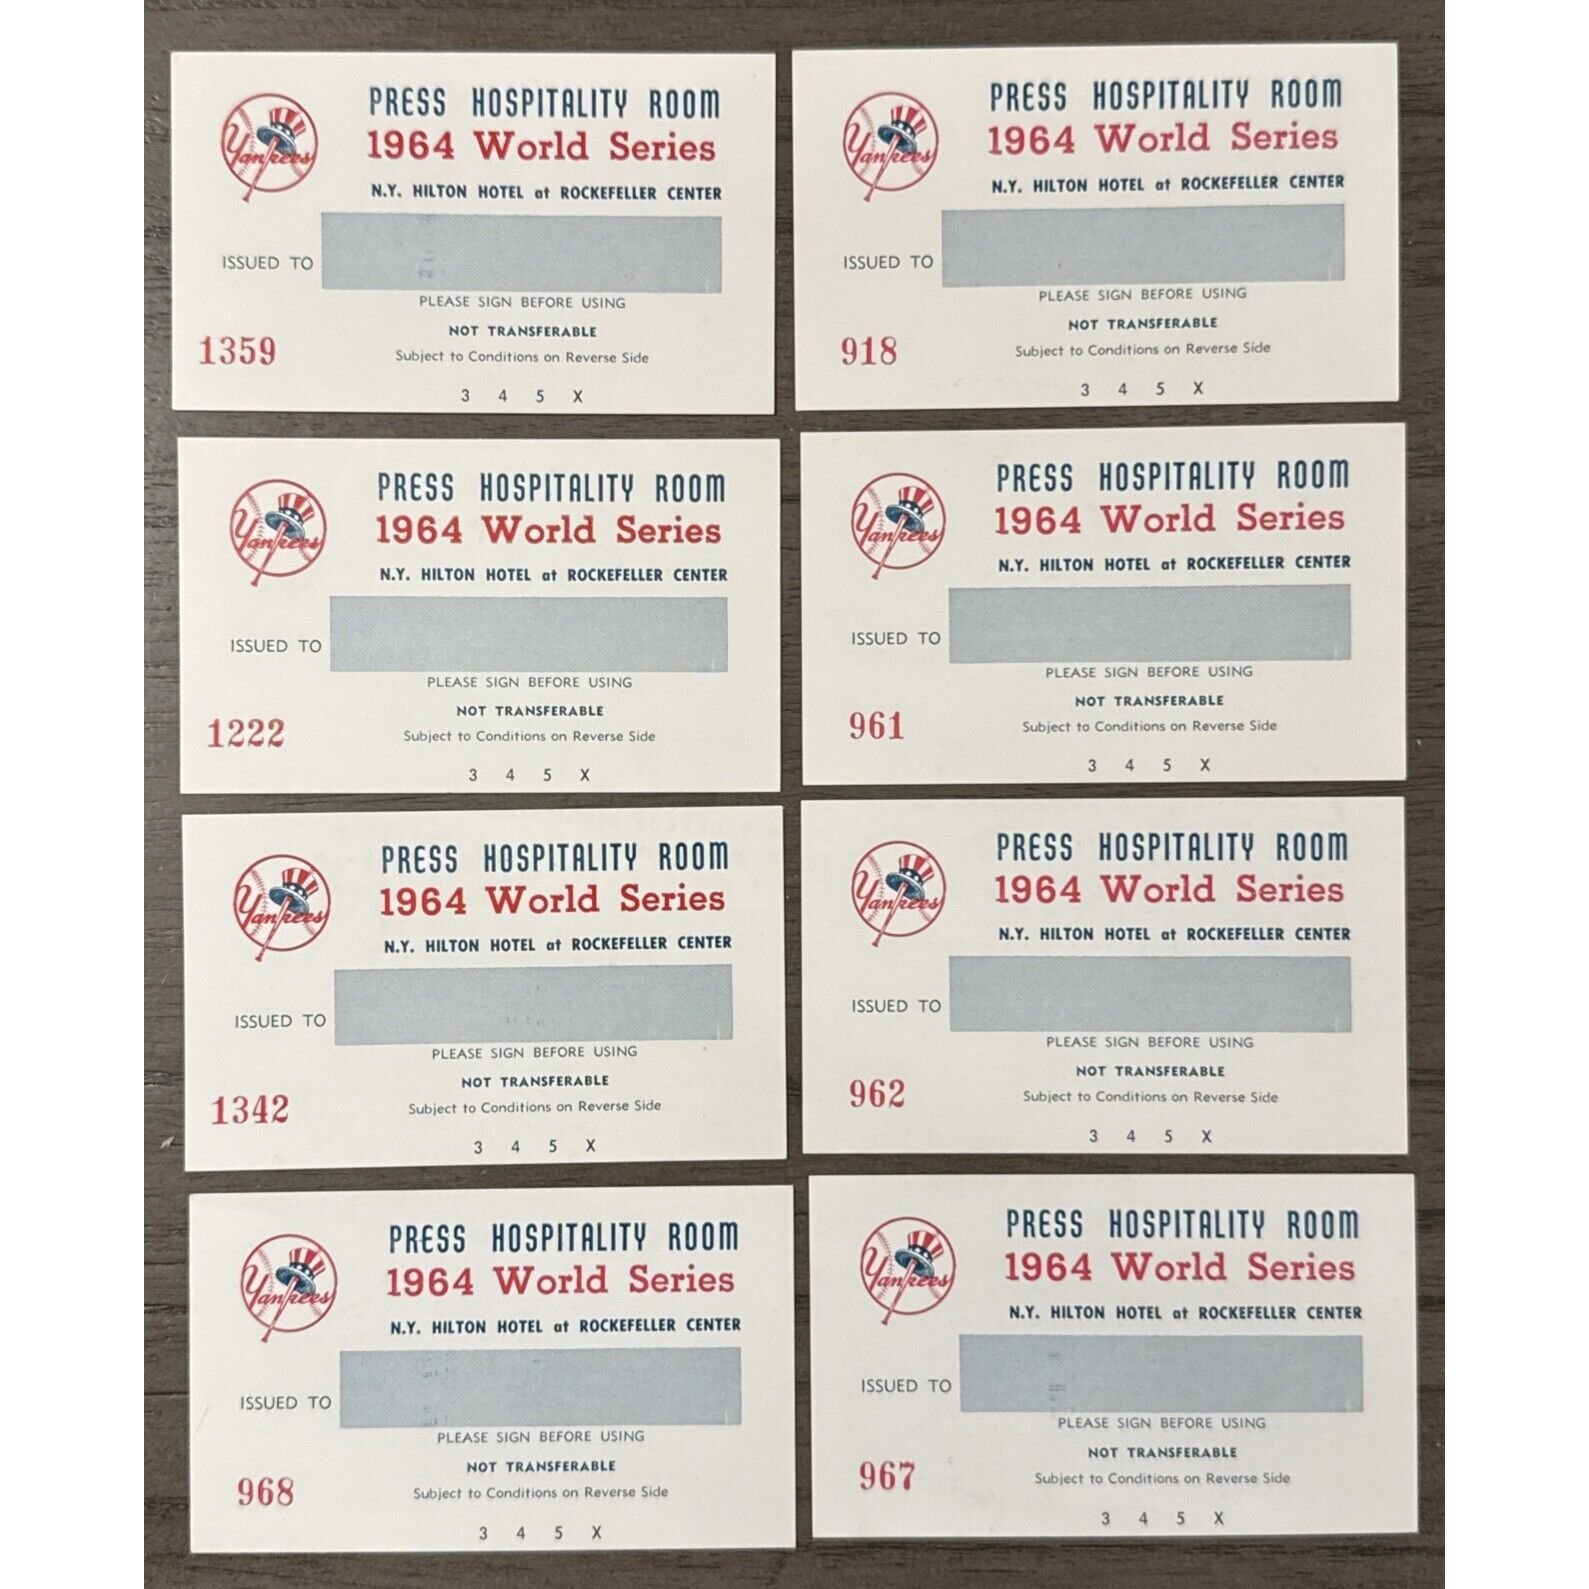 Yankees
PRESS HOSPITALITY ROOM
1964 World Series
N.Y. HILTON HOTEL at ROCKEFELLER CENTER
ISSUED TO
PLEASE SIGN BEFORE USING
NOT TRANSFERABLE
1359
Subject to Conditions on Reverse Side
3 4 5 X
Yankees
PRESS HOSPITALITY ROOM
1964 World Series
N.Y. HILTON HOTEL at ROCKEFELLER CENTER
ISSUED TO
PLEASE SIGN BEFORE USING
NOT TRANSFERABLE
918
Subject to Conditions on Reverse Side
3 4 5 X
Yankees
PRESS HOSPITALITY ROOM
1964 World Series
N.Y. HILTON HOTEL at ROCKEFELLER CENTER
ISSUED TO
PLEASE SIGN BEFORE USING
NOT TRANSFERABLE
1222
Subject to Conditions on Reverse Side
3 4 5 X
Yankees
PRESS HOSPITALITY ROOM
1964 World Series
N.Y. HILTON HOTEL at ROCKEFELLER CENTER
ISSUED TO
PLEASE SIGN BEFORE USING
NOT TRANSFERABLE
961
Subject to Conditions on Reverse Side
3 4 5 X
Yankees
PRESS HOSPITALITY ROOM
1964 World Series
N.Y. HILTON HOTEL at ROCKEFELLER CENTER
ISSUED TO
PLEASE SIGN BEFORE USING
NOT TRANSFERABLE
1342
Subject to Conditions on Reverse Side
3 4 5 X
Yankees
PRESS HOSPITALITY ROOM
1964 World Series
N.Y. HILTON HOTEL at ROCKEFELLER CENTER
ISSUED TO
PLEASE SIGN BEFORE USING
NOT TRANSFERABLE
962
Subject to Conditions on Reverse Side
3 4 5 X
Yankees
PRESS HOSPITALITY ROOM
1964 World Series
N.Y. HILTON HOTEL at ROCKEFELLER CENTER
ISSUED TO
PLEASE SIGN BEFORE USING
NOT TRANSFERABLE
968
Subject to Conditions on Reverse Side
3 4 5 X
Yankees
PRESS HOSPITALITY ROOM
1964 World Series
N.Y. HILTON HOTEL at ROCKEFELLER CENTER
ISSUED TO
PLEASE SIGN BEFORE USING
NOT TRANSFERABLE
967
Subject to Conditions on Reverse Side
3 4 5 X